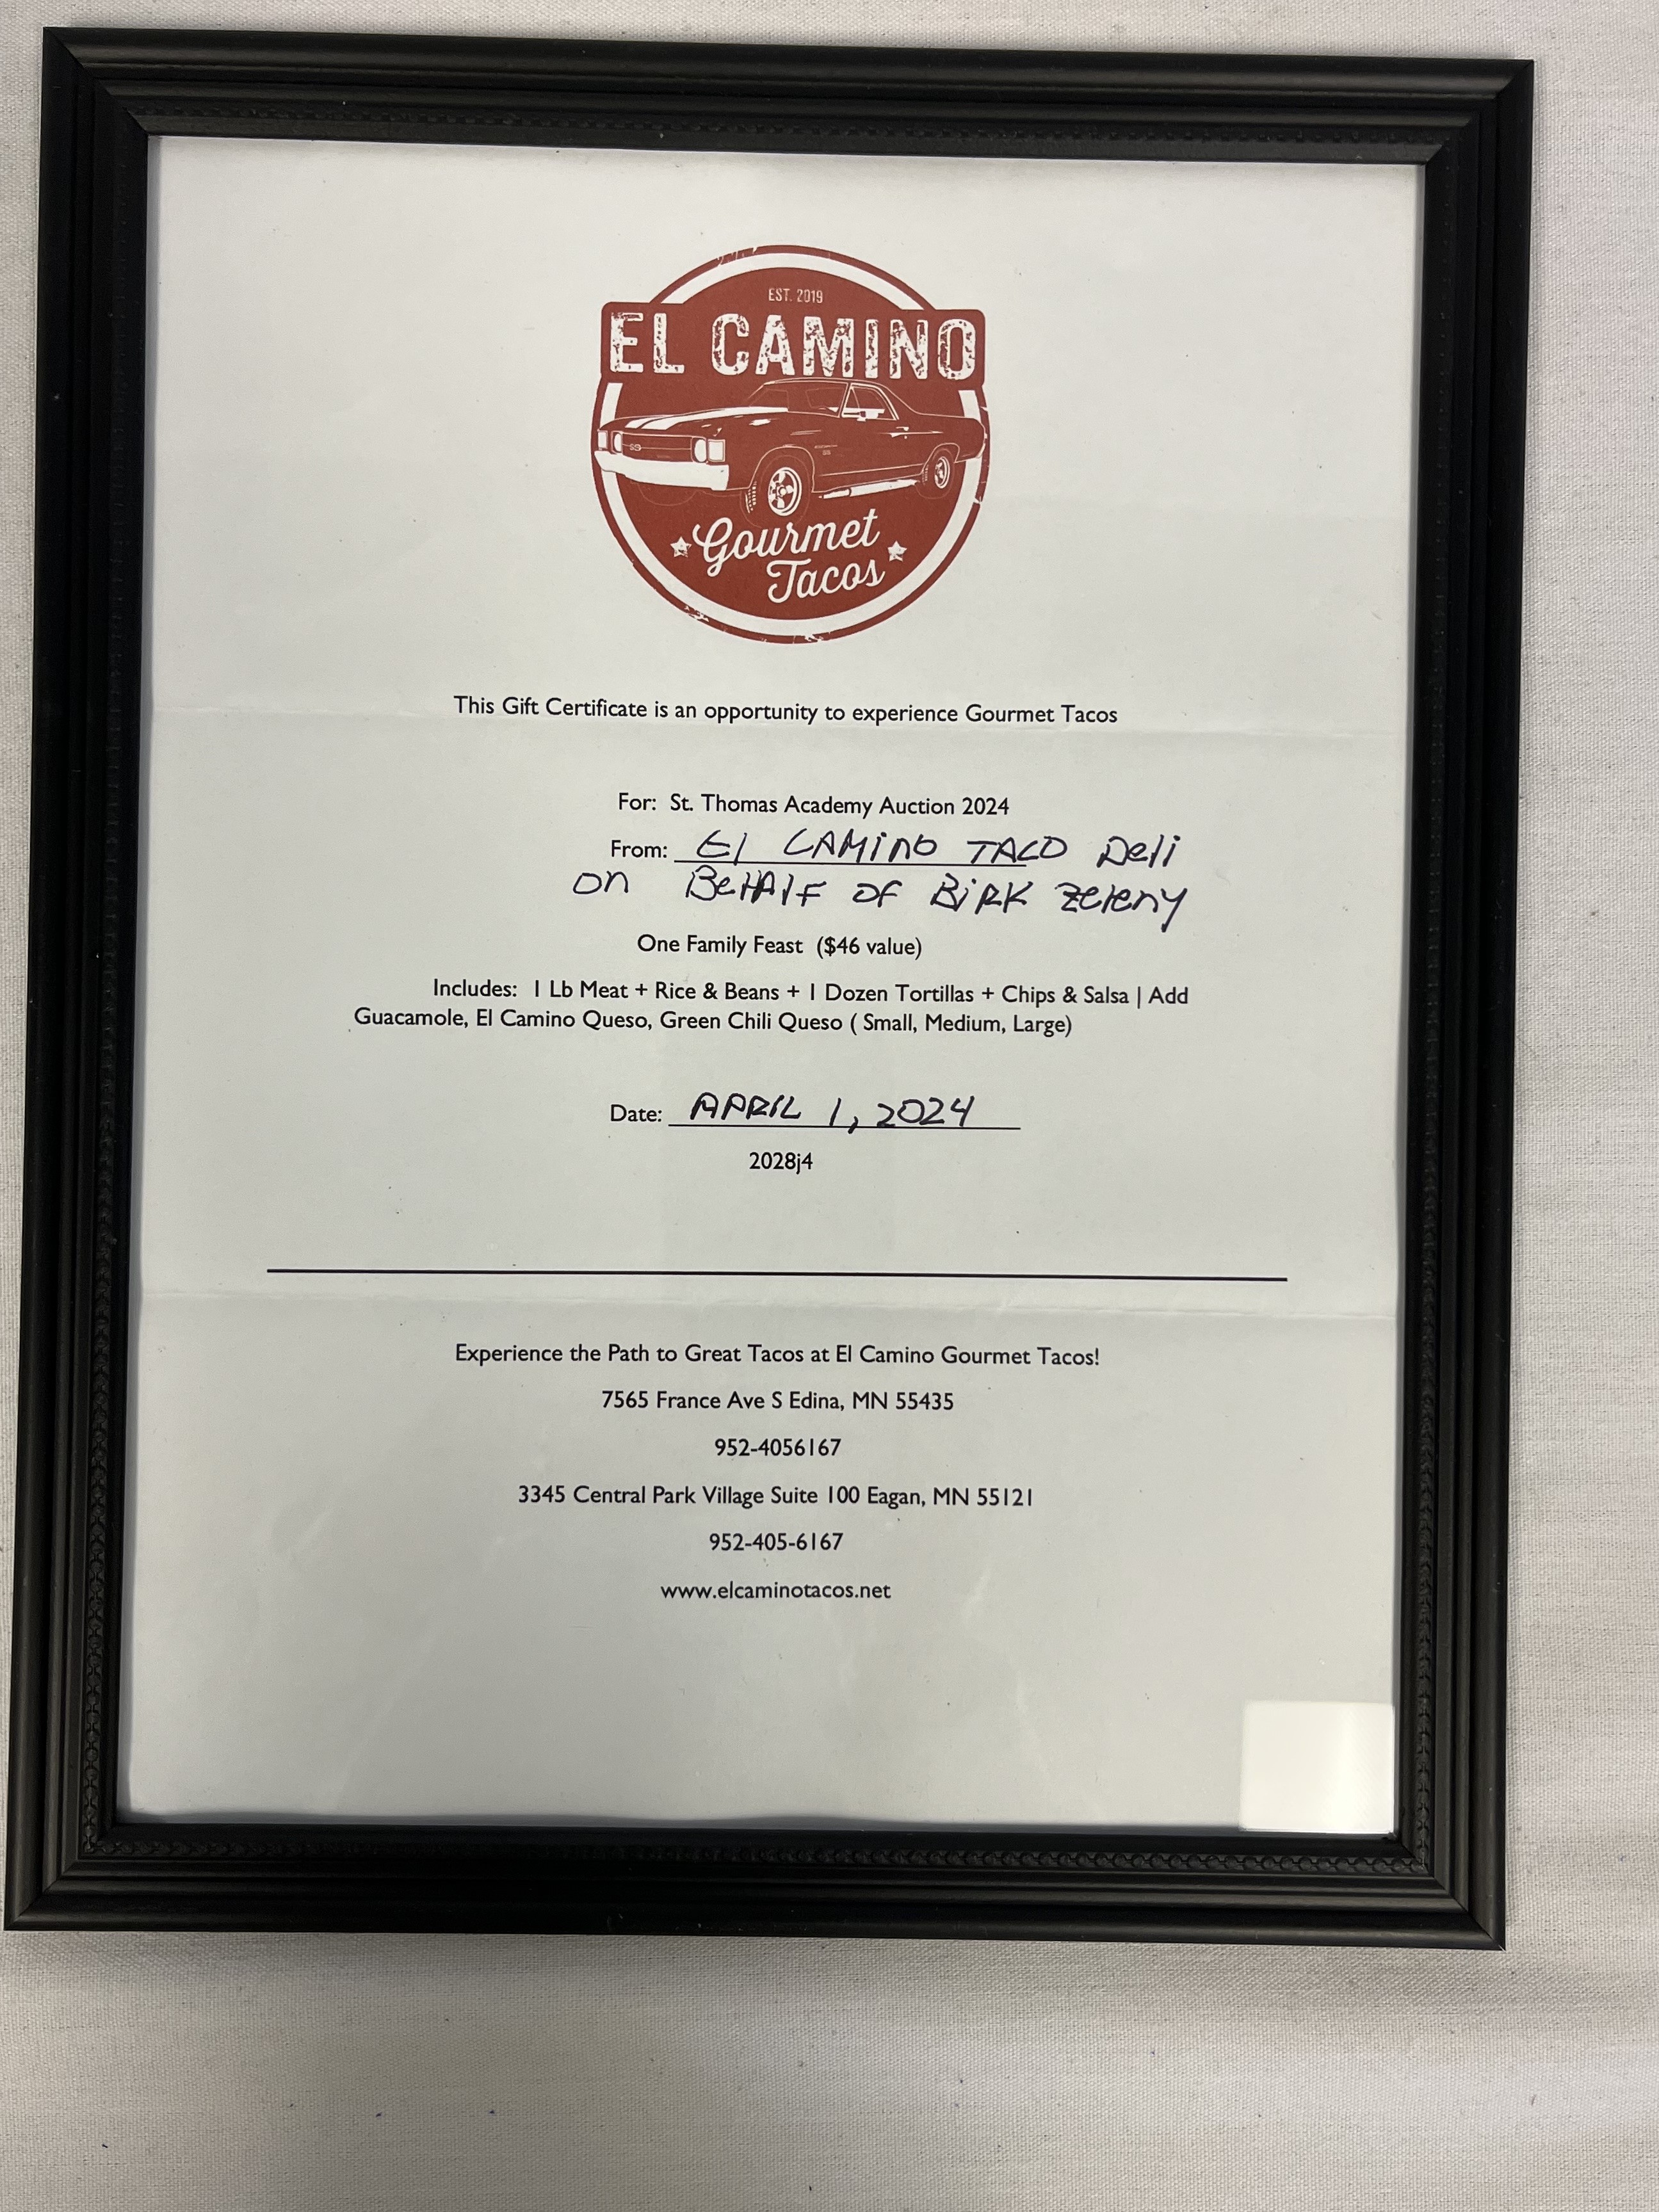 EST. 2019
EL CAMINO
SS
Gourmet
Tacos
This Gift Certificate is an opportunity to experience Gourmet Tacos
For: St. Thomas Academy Auction 2024
From: El CAMiNO TACO Deli
on BeHAlF OF BiRK Zeleny
One Family Feast ($46 value)
Includes: 1 Lb Meat + Rice & Beans + 1 Dozen Tortillas + Chips & Salsa | Add
Guacamole, El Camino Queso, Green Chili Queso ( Small, Medium, Large)
Date: APRIL 1, 2024
2028j4
Experience the Path to Great Tacos at El Camino Gourmet Tacos!
7565 France Ave S Edina, MN 55435
952-4056167
3345 Central Park Village Suite 100 Eagan, MN 55121
952-405-6167
www.elcaminotacos.net